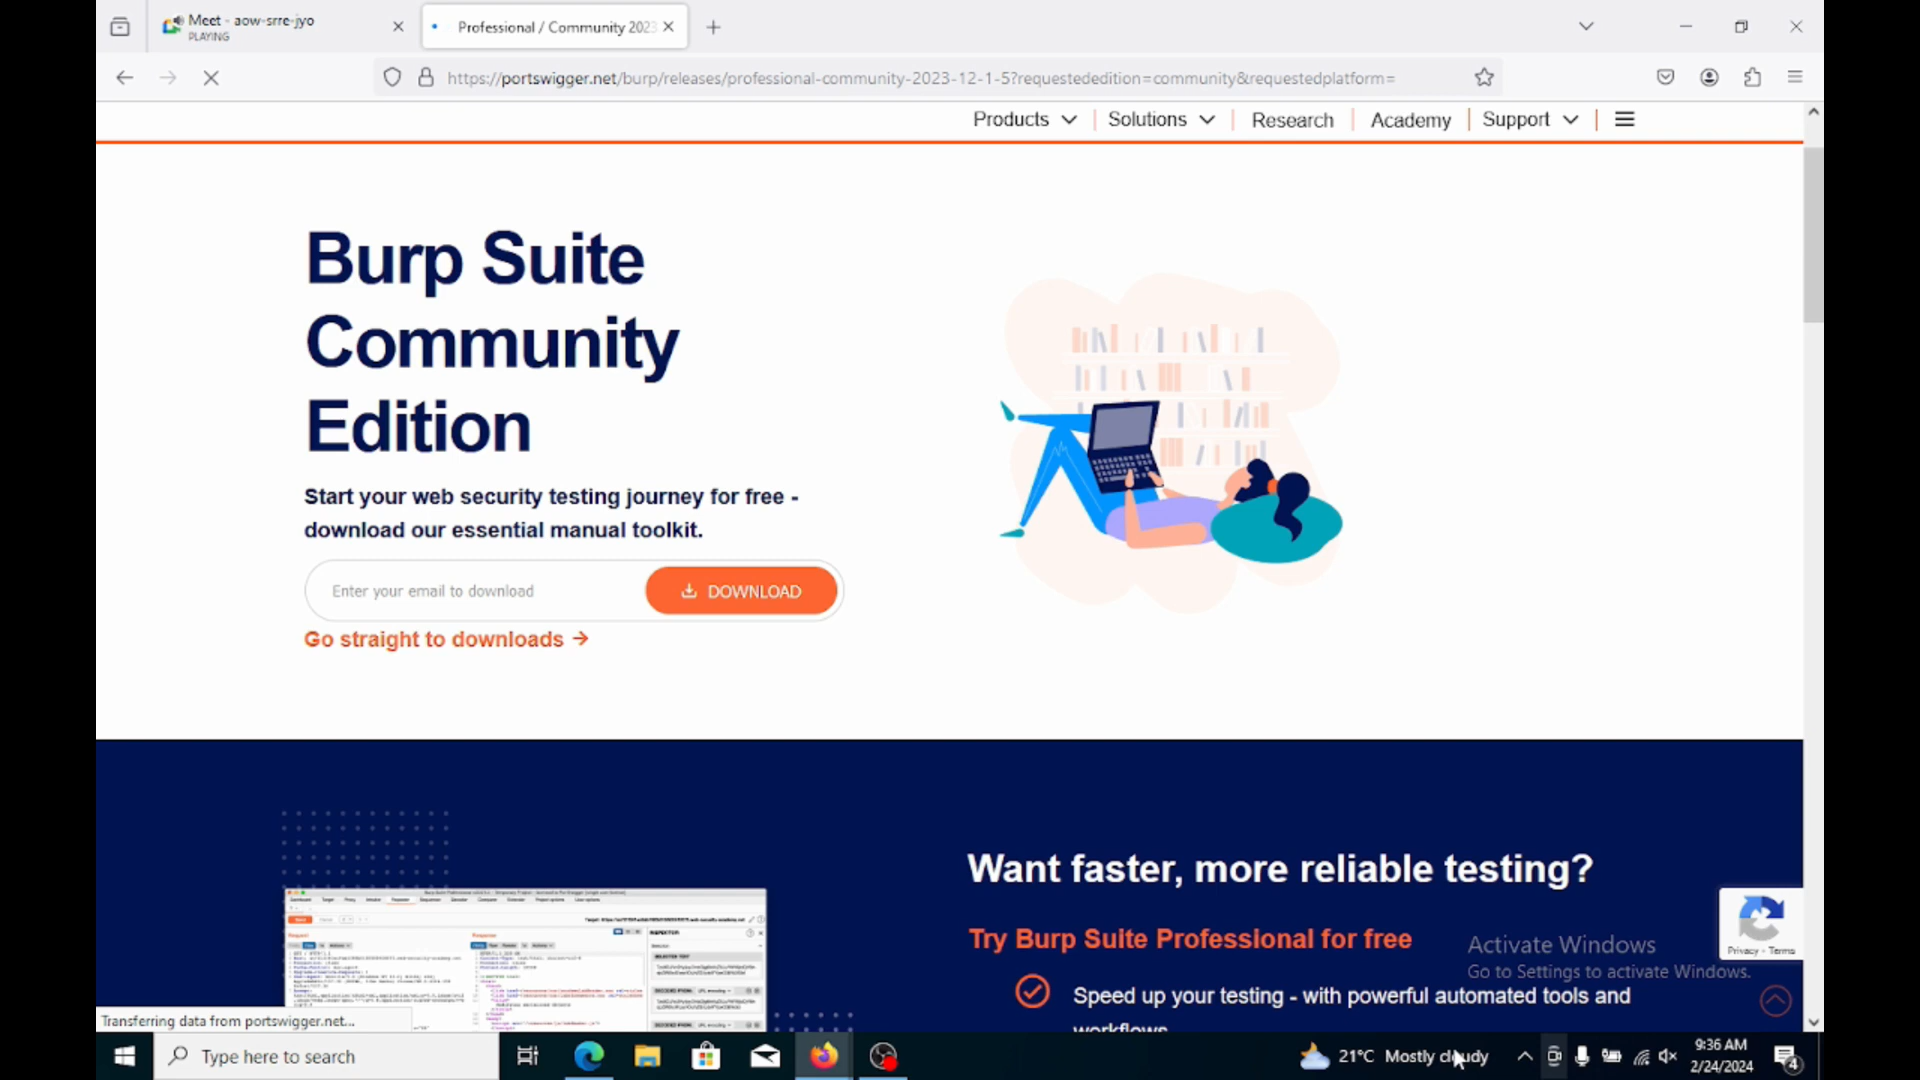 Meet - aow-srre-jyo
PLAYING
Professional / Community 2023
https://portswigger.net/burp/releases/professional-community-2023-12-1-5?requestededition=community&requestedplatform=
Products
Solutions
Research
Academy
Support
Burp Suite
Community
Edition
Start your web security testing journey for free -
download our essential manual toolkit.
Enter your email to download
DOWNLOAD
Go straight to downloads →
Want faster, more reliable testing?
Try Burp Suite Professional for free
Speed up your testing - with powerful automated tools and
workflows
Privacy - Terms
Activate Windows
Go to Settings to activate Windows.
Transferring data from portswigger.net...
Type here to search
21°C Mostly cloudy
9:36 AM
2/24/2024
4